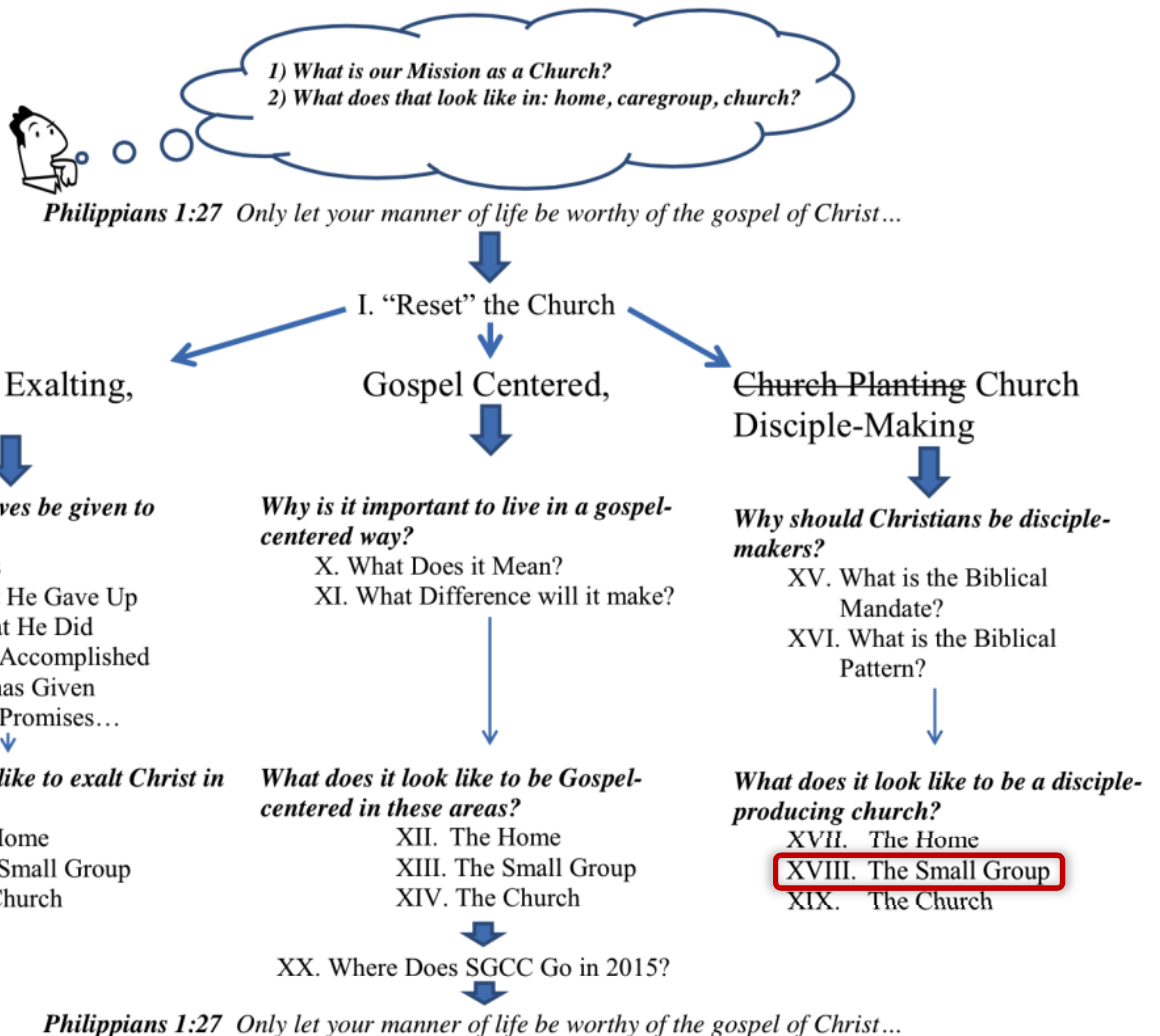 1) What is our Mission as a Church?
2) What does that look like in: home, caregroup, church?
Philippians 1:27 Only let your manner of life be worthy of the gospel of Christ…
I. “Reset” the Church
Exalting,
be given to
He Gave Up
He Did
Accomplished
Given
Promises…
like to exalt Christ in
Small Group
Gospel Centered,
Why is it important to live in a gospel-
centered way?
X. What Does it Mean?
XI. What Difference will it make?
What does it look like to be Gospel-
centered in these areas?
XII. The Home
XIII. The Small Group
XIV. The Church
Church Planting Church
Disciple-Making
Why should Christians be disciple-
makers?
XV. What is the Biblical
Mandate?
XVI. What is the Biblical
Pattern?
What does it look like to be a disciple-
producing church?
XVII. The Home
XVIII. The Small Group
XIX. The Church
XX. Where Does SGCC Go in 2015?
Philippians 1:27 Only let your manner of life be worthy of the gospel of Christ…